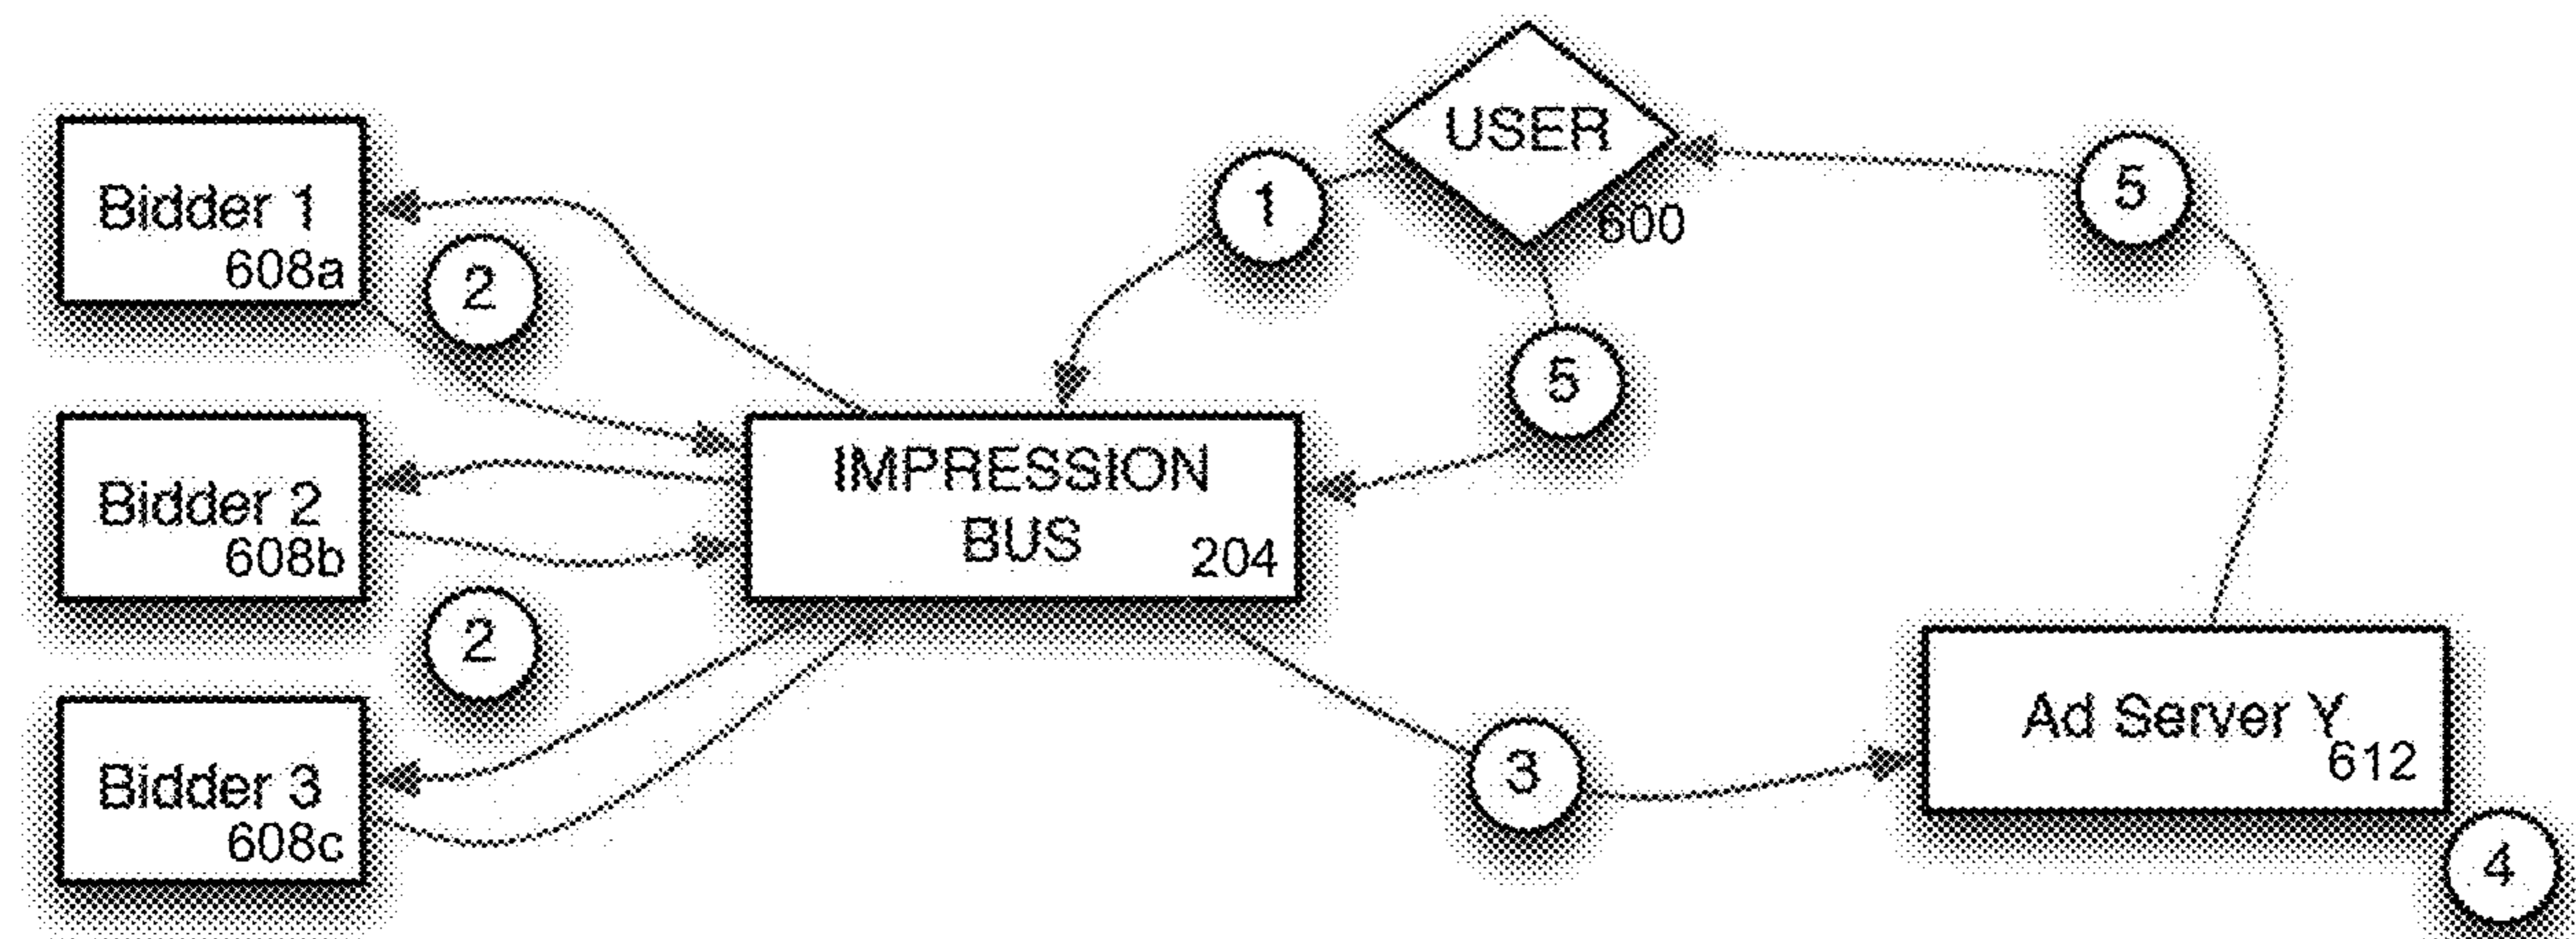 USER
600
1
5
Bidder 1
608a
2
5
IMPRESSION
BUS
204
Bidder 2
608b
2
3
Ad Server Y
612
4
Bidder 3
608c